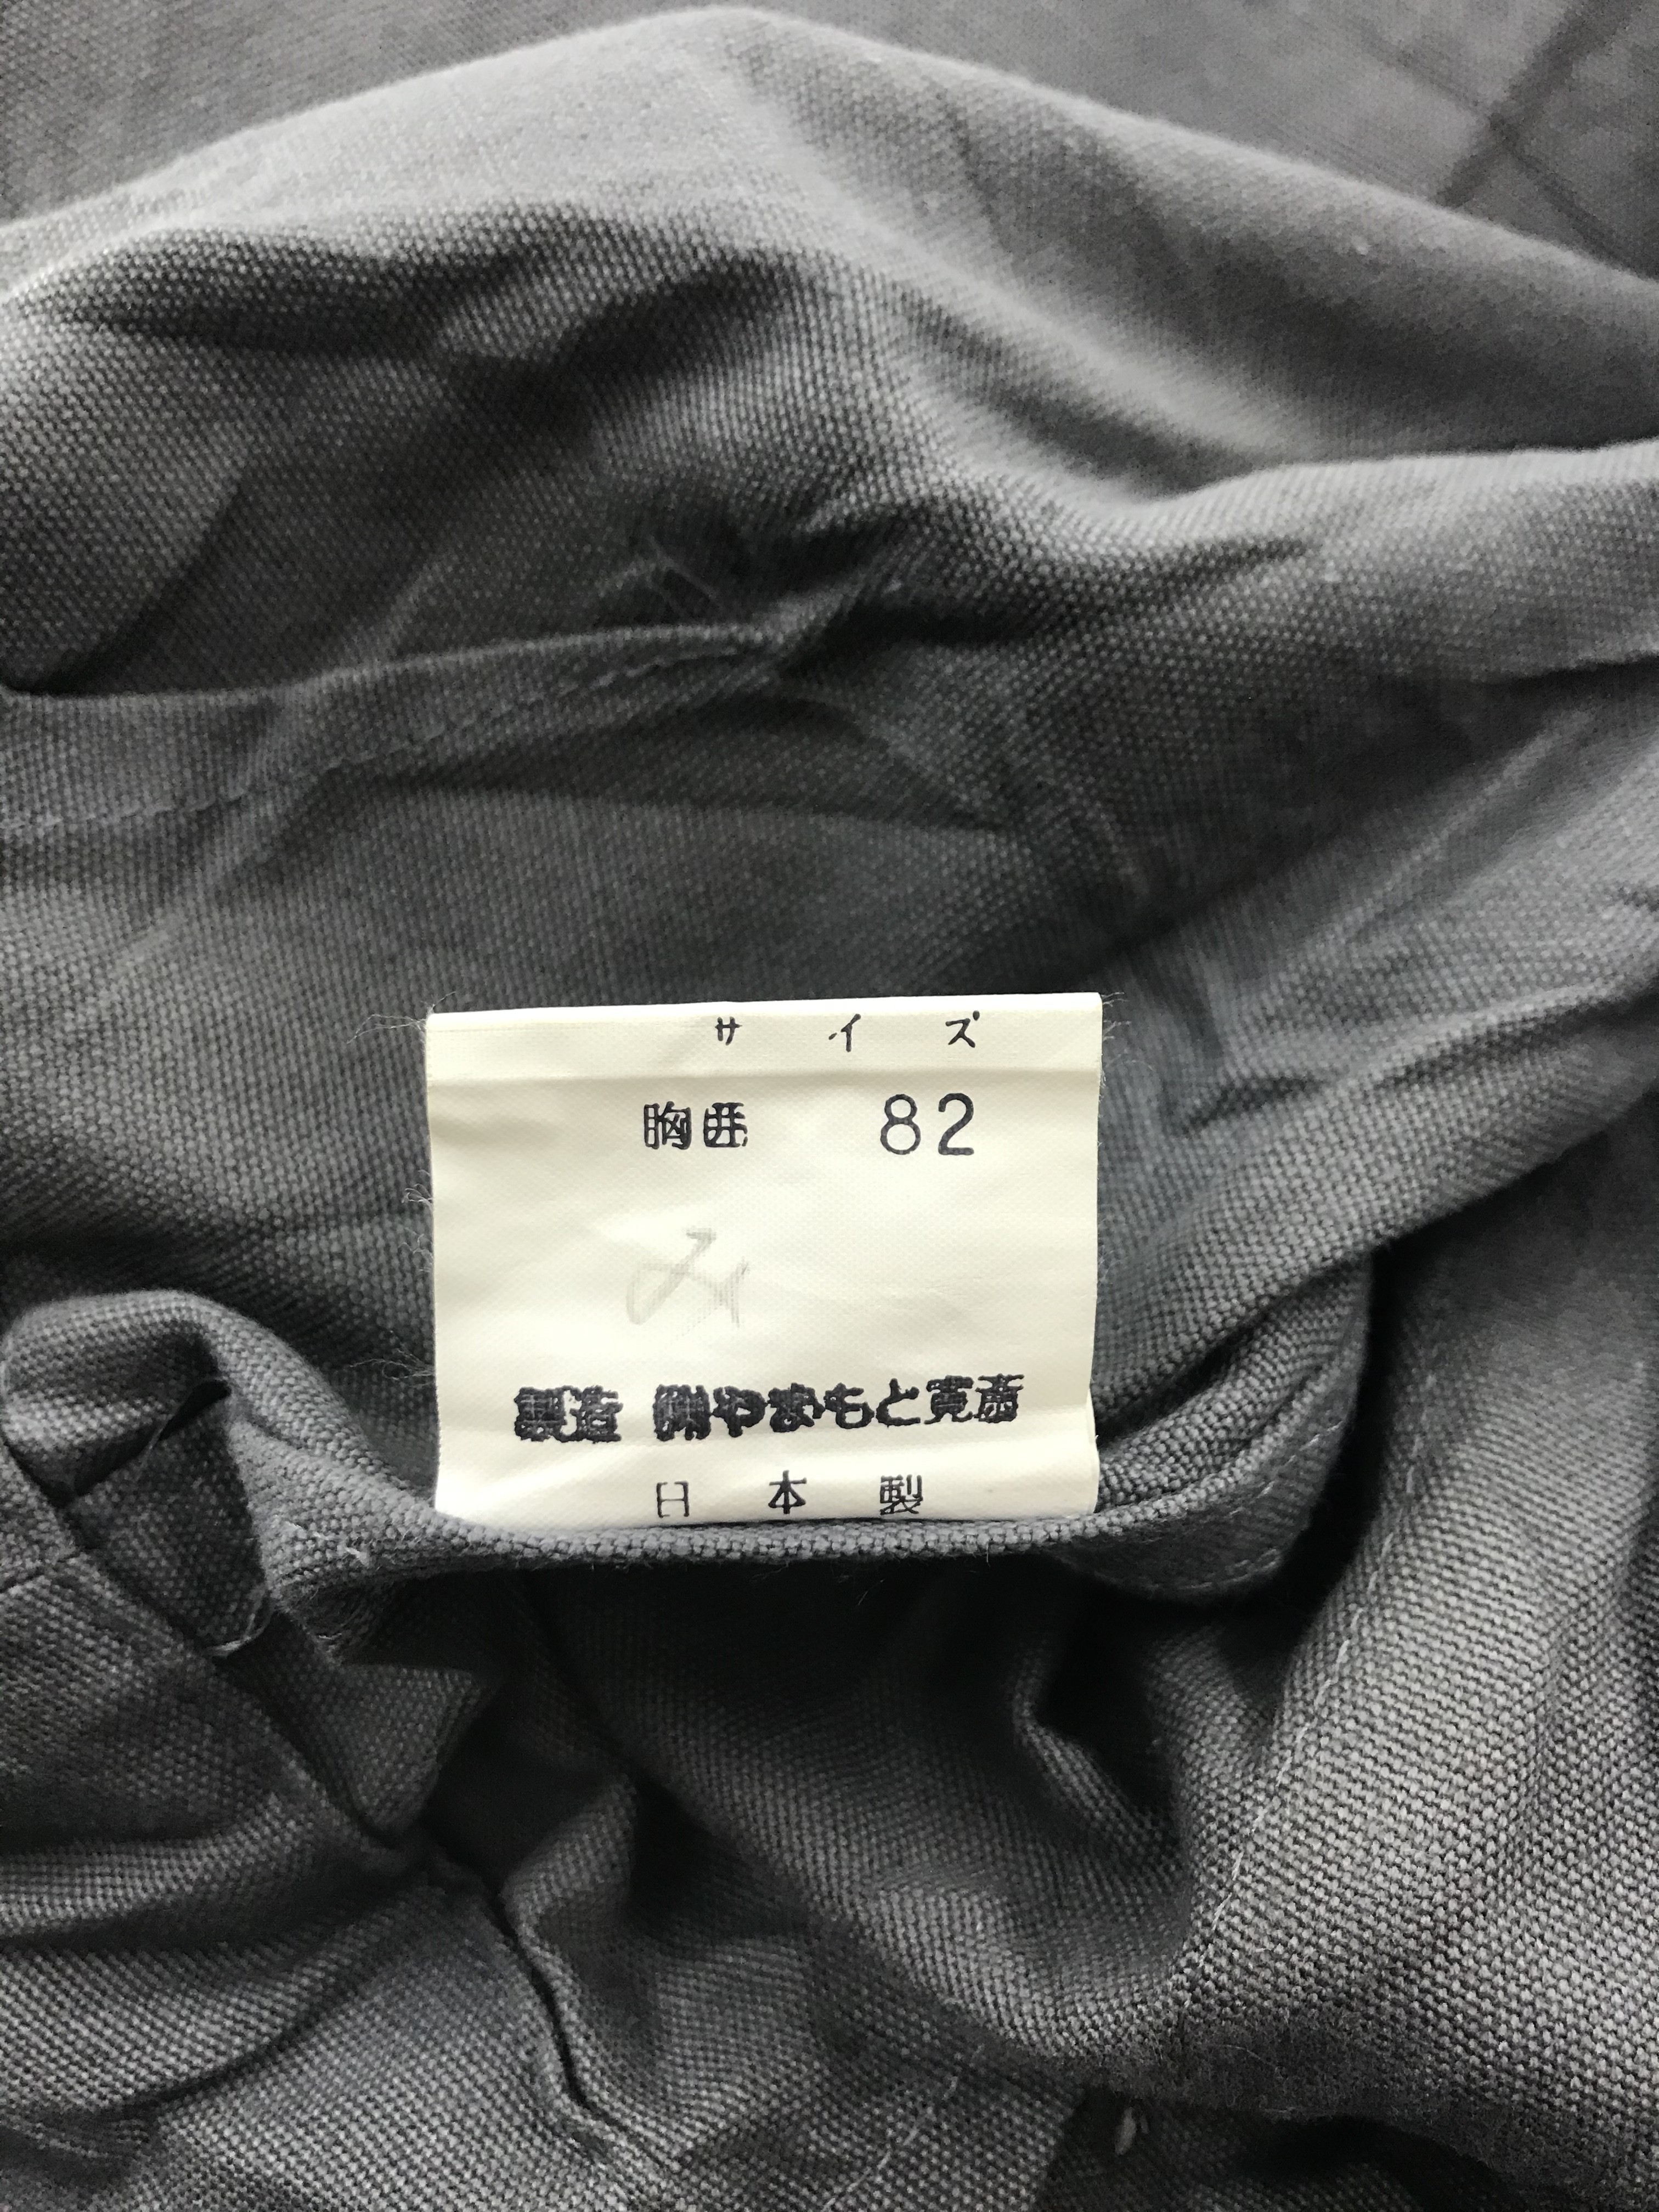 サイズ
胸囲 82
み
製造 ㈱やまもと寛斎
日本製